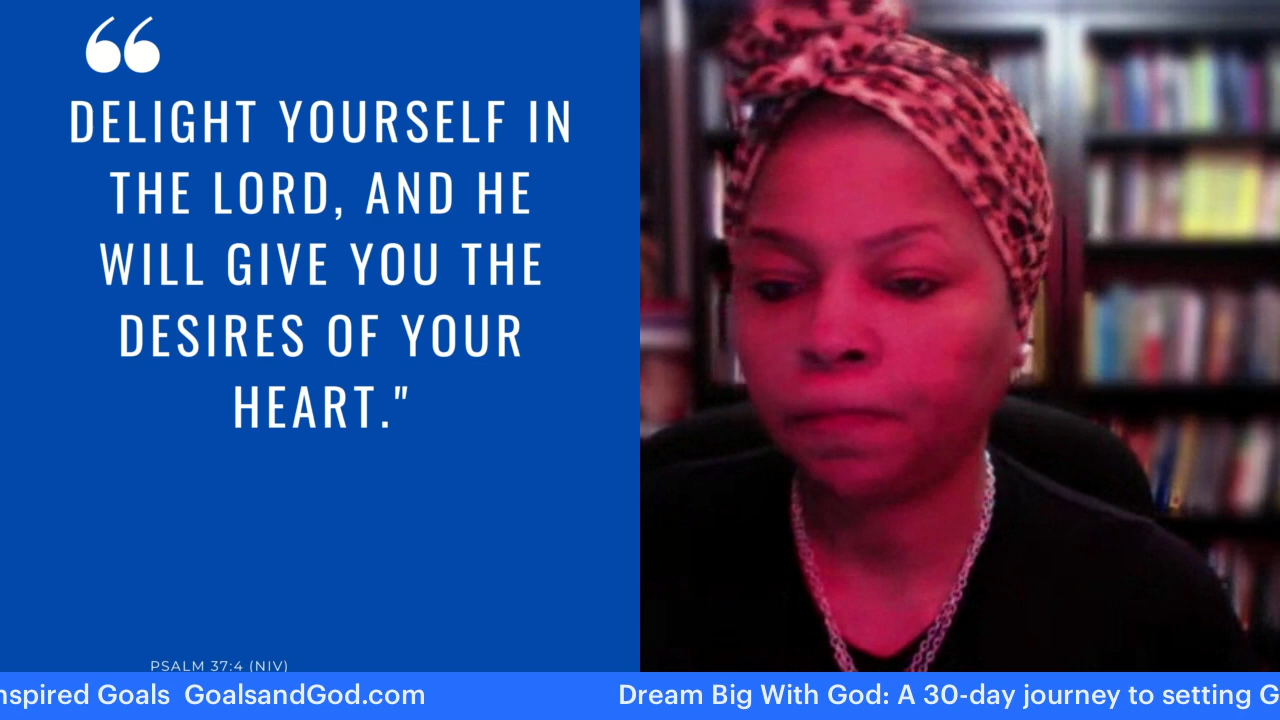 “
DELIGHT YOURSELF IN
THE LORD, AND HE
WILL GIVE YOU THE
DESIRES OF YOUR
HEART."
PSALM 37:4 (NIV)
nspired Goals  GoalsandGod.com
Dream Big With God: A 30-day journey to setting G